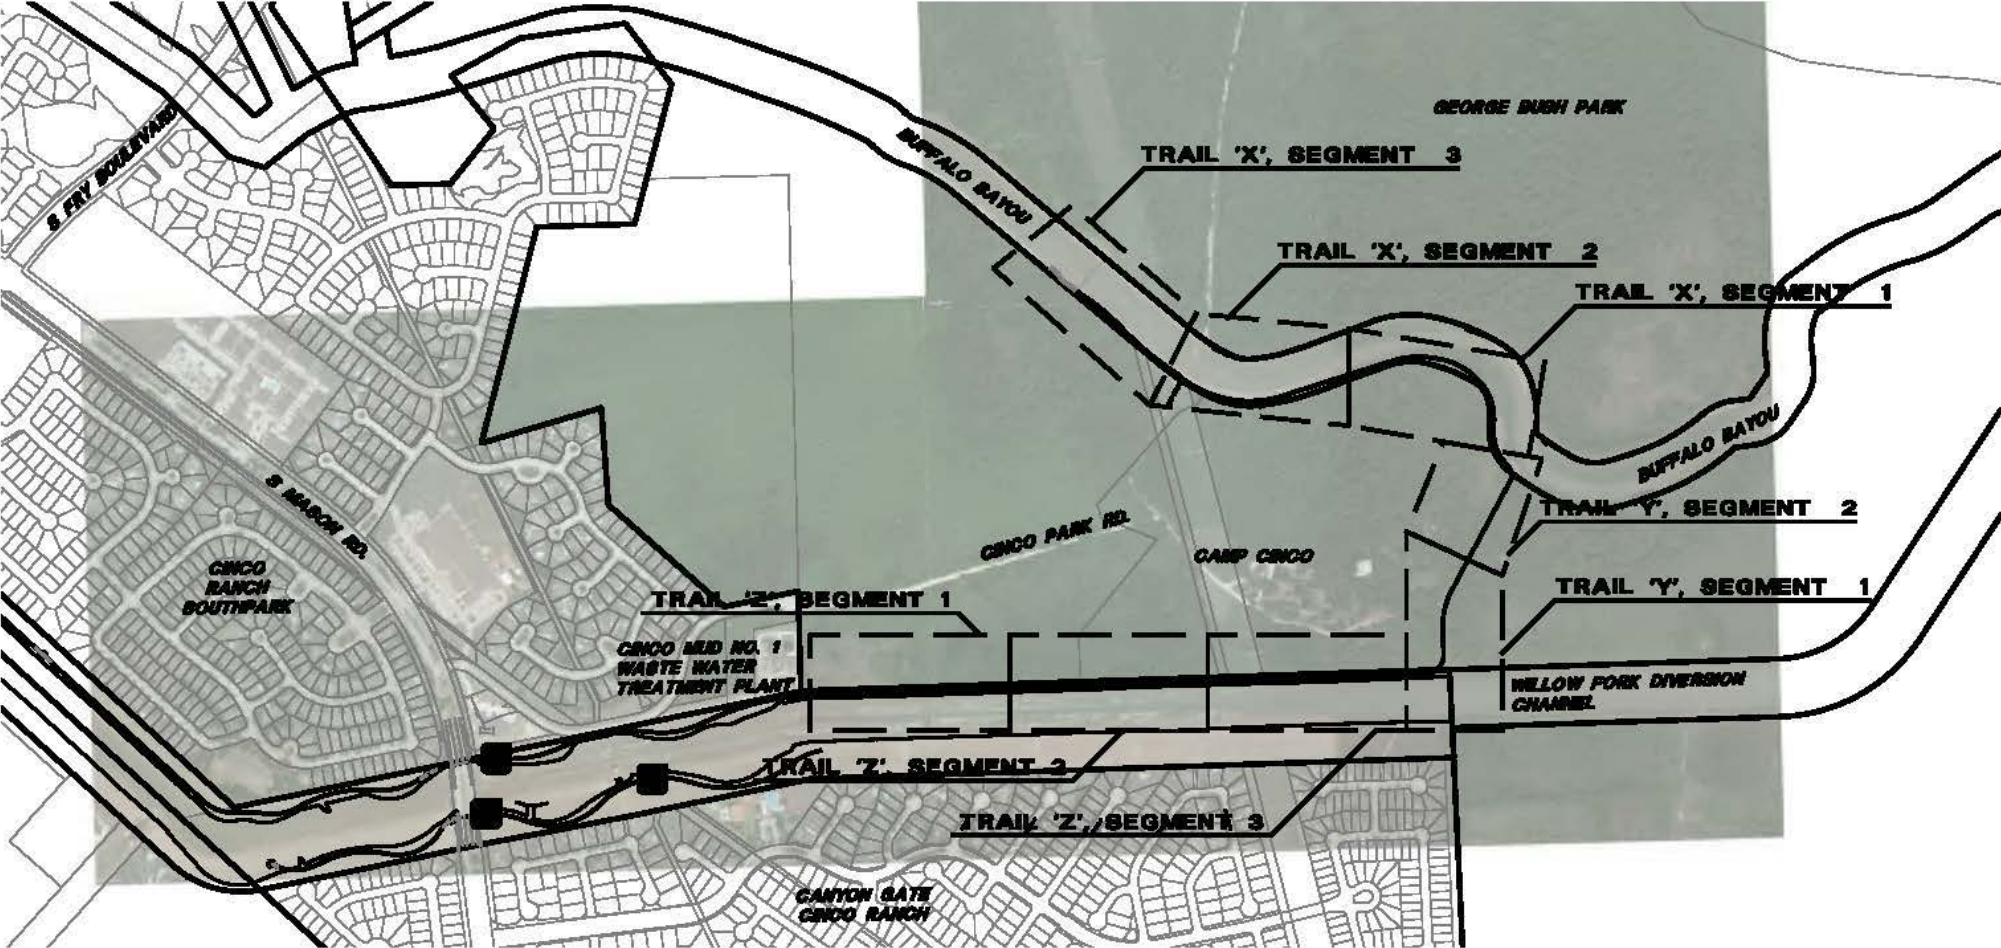 GEORGE BUSH PARK
TRAIL 'X', SEGMENT 3
BUFFALO BAYOU
S FRY BOULEVARD
TRAIL 'X', SEGMENT 2
TRAIL 'X', SEGMENT 1
BUFFALO BAYOU
S MASON RD.
TRAIL 'Y', SEGMENT 2
CINCO PARK RD.
CAMP CINCO
CINCO
RANCH
SOUTHPARK
TRAIL 'Y', SEGMENT 1
TRAIL 'Z', SEGMENT 1
CINCO MUD NO. 1
WASTE WATER
TREATMENT PLANT
WILLOW FORK DIVERSION
CHANNEL
TRAIL 'Z', SEGMENT 2
TRAIL 'Z', SEGMENT 3
CANYON GATE
CINCO RANCH